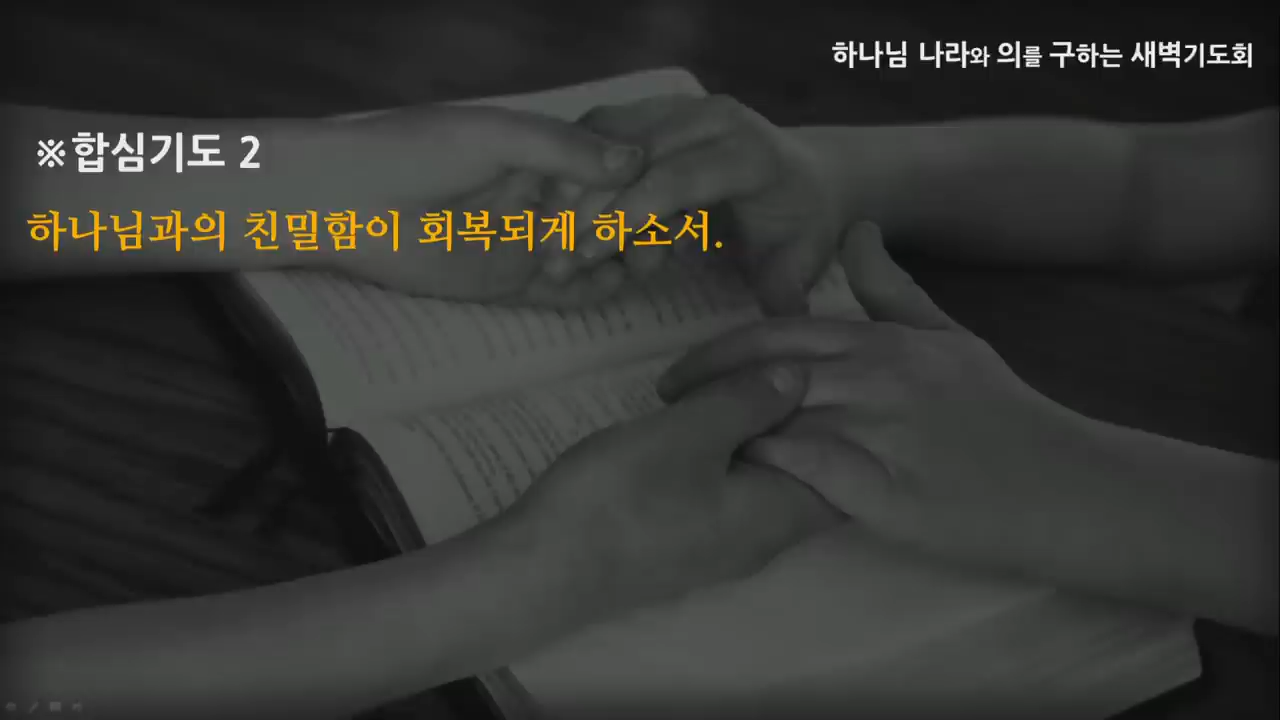 하나님 나라와 의를 구하는 새벽기도회
※합심기도 2
하나님과의 친밀함이 회복되게 하소서.